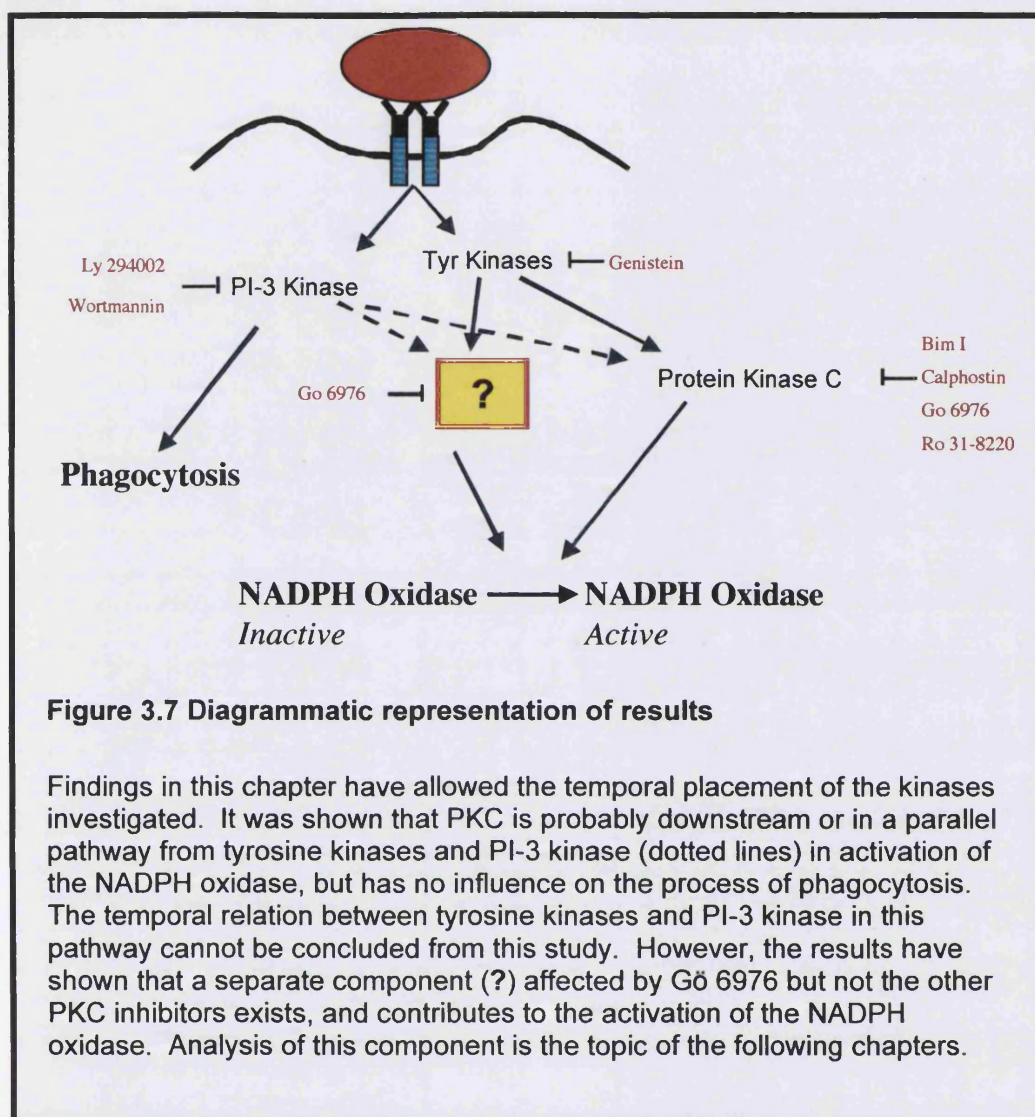 Ly 294002
Wortmannin
PI-3 Kinase
Tyr Kinases
Genistein
Go 6976
?
Protein Kinase C
Bim I
Calphostin
Go 6976
Ro 31-8220
Phagocytosis
NADPH Oxidase
Inactive
NADPH Oxidase
Active
Figure 3.7 Diagrammatic representation of results
Findings in this chapter have allowed the temporal placement of the kinases
investigated. It was shown that PKC is probably downstream or in a parallel
pathway from tyrosine kinases and PI-3 kinase (dotted lines) in activation of
the NADPH oxidase, but has no influence on the process of phagocytosis.
The temporal relation between tyrosine kinases and PI-3 kinase in this
pathway cannot be concluded from this study. However, the results have
shown that a separate component (?) affected by Gö 6976 but not the other
PKC inhibitors exists, and contributes to the activation of the NADPH
oxidase. Analysis of this component is the topic of the following chapters.